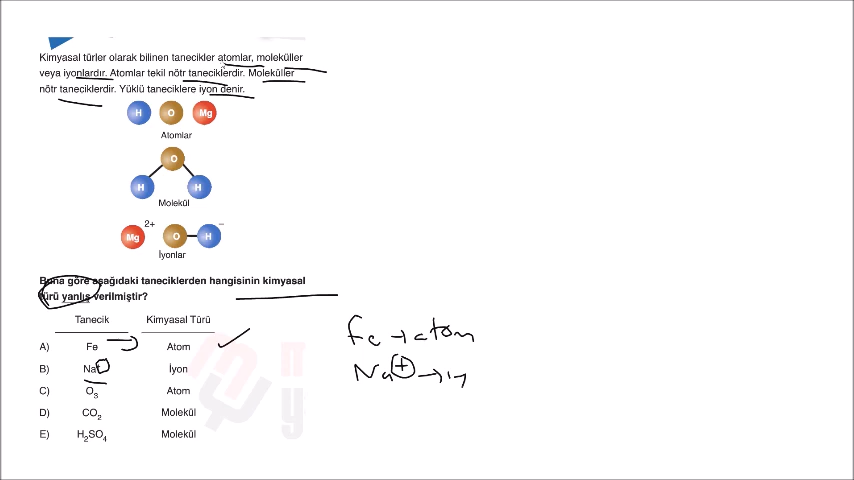 Kimyasal türler olarak bilinen tanecikler atomlar, moleküller
veya iyonlardır. Atomlar tekil nötr taneciklerdir. Moleküller
nötr taneciklerdir. Yüklü taneciklere iyon denir.
H O Mg
Atomlar
O
H H
Molekül
Mg 2+ O H −
İyonlar
Buna göre aşağıdaki taneciklerden hangisinin kimyasal
türü yanlış verilmiştir?
Tanecik Kimyasal Türü
A) Fe Atom
B) Na+ İyon
C) O3 Atom
D) CO2 Molekül
E) H2SO4 Molekül
Fe → atom
Na+ → iy